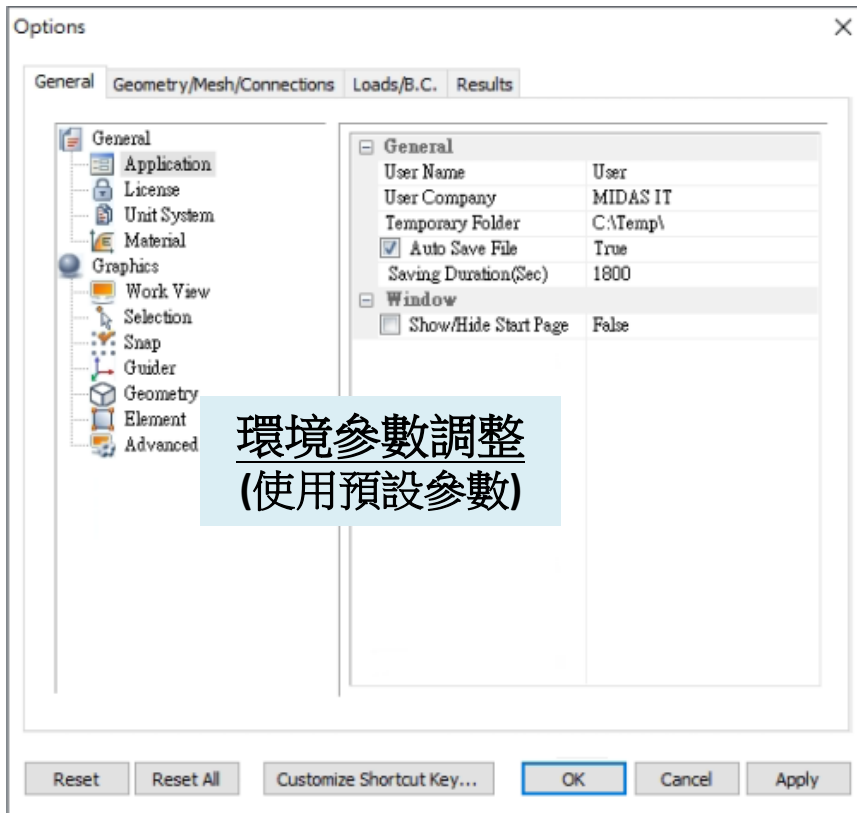 Options
General Geometry/Mesh/Connections Loads/B.C. Results
General
Application
License
Unit System
Material
Graphics
Work View
Selection
Snap
Guider
Geometry
Element
Advanced
General
User Name User
User Company MIDAS IT
Temporary Folder C:\Temp\
Auto Save File True
Saving Duration(Sec) 1800
Window
Show/Hide Start Page False
環境參數調整
(使用預設參數)
Reset Reset All Customize Shortcut Key... OK Cancel Apply